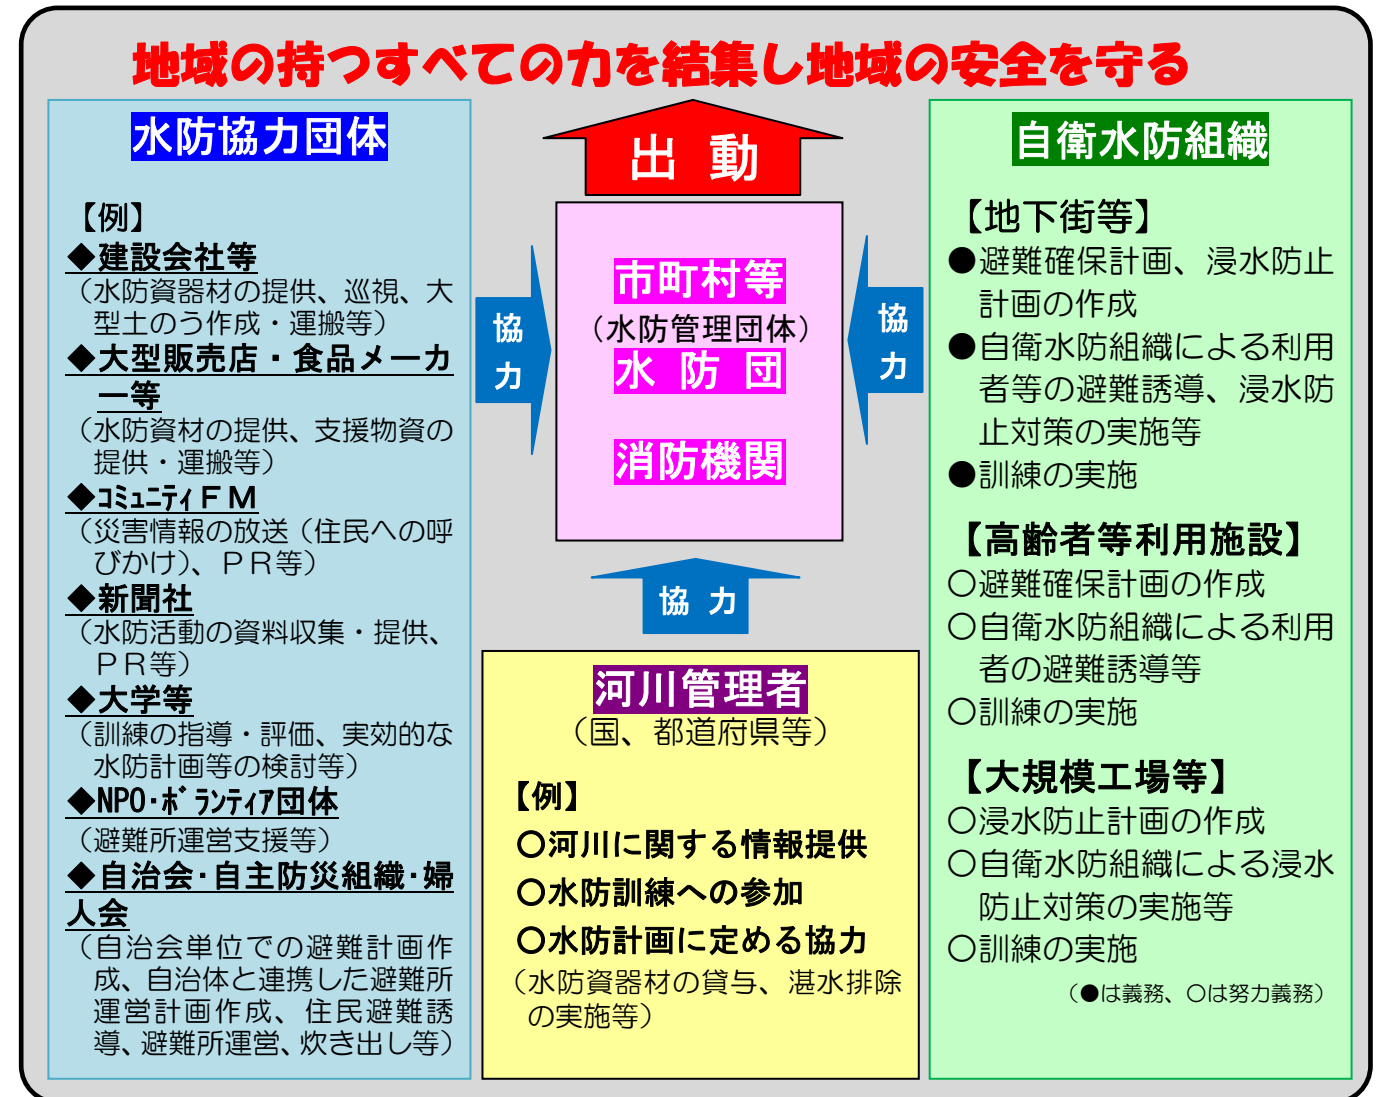 地域の持つすべての力を結集し地域の安全を守る
水防協力団体
【例】
◆建設会社等
（水防資器材の提供、巡視、大
型土のう作成・運搬等）
◆大型販売店・食品メーカ
ー等
（水防資材の提供、支援物資の
提供・運搬等）
◆ｺﾐｭﾆﾃｨＦＭ
（災害情報の放送（住民への呼
びかけ）、ＰＲ等）
◆新聞社
（水防活動の資料収集・提供、
ＰＲ等）
◆大学等
（訓練の指導・評価、実効的な
水防計画等の検討等）
◆NPO･ﾎﾞﾗﾝﾃｨｱ団体
（避難所運営支援等）
◆自治会･自主防災組織･婦
人会
（自治会単位での避難計画作
成、自治体と連携した避難所
運営計画作成、住民避難誘
導、避難所運営、炊き出し等）
出 動
協
力
市町村等
（水防管理団体）
水 防 団
消防機関
協
力
協 力
河川管理者
（国、都道府県等）
【例】
○河川に関する情報提供
○水防訓練への参加
○水防計画に定める協力
（水防資器材の貸与、湛水排除
の実施等）
自衛水防組織
【地下街等】
●避難確保計画、浸水防止
計画の作成
●自衛水防組織による利用
者等の避難誘導、浸水防
止対策の実施等
●訓練の実施
【高齢者等利用施設】
○避難確保計画の作成
○自衛水防組織による利用
者の避難誘導等
○訓練の実施
【大規模工場等】
○浸水防止計画の作成
○自衛水防組織による浸水
防止対策の実施等
○訓練の実施
（●は義務、○は努力義務）